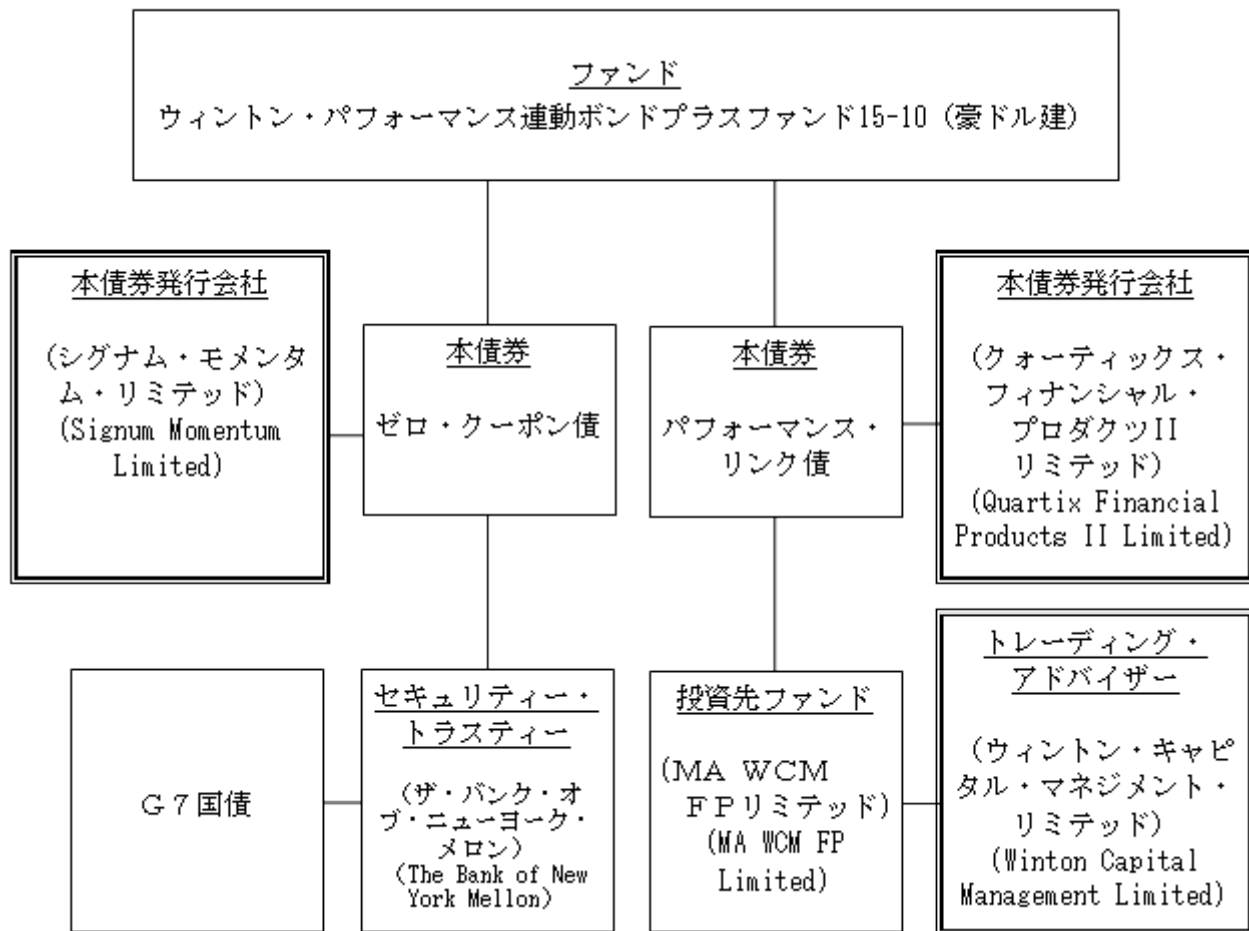 ファンド
ウィントン・パフォーマンス連動ボンドプラスファンド15-10（豪ドル建）
本債券発行会社
（シグナム・モメンタ
ム・リミテッド）
(Signum Momentum
Limited)
本債券
ゼロ・クーポン債
本債券
パフォーマンス・
リンク債
本債券発行会社
（クォーティックス・
フィナンシャル・
プロダクツII
リミテッド）
(Quartix Financial
Products II Limited)
Ｇ７国債
セキュリティー・
トラスティー
（ザ・バンク・オ
ブ・ニューヨーク・
メロン）
(The Bank of New
York Mellon)
投資先ファンド
（ＭＡ ＷＣＭ
ＦＰリミテッド）
(MA WCM FP
Limited)
トレーディング・
アドバイザー
（ウィントン・キャピ
タル・マネジメント・
リミテッド）
(Winton Capital
Management Limited)